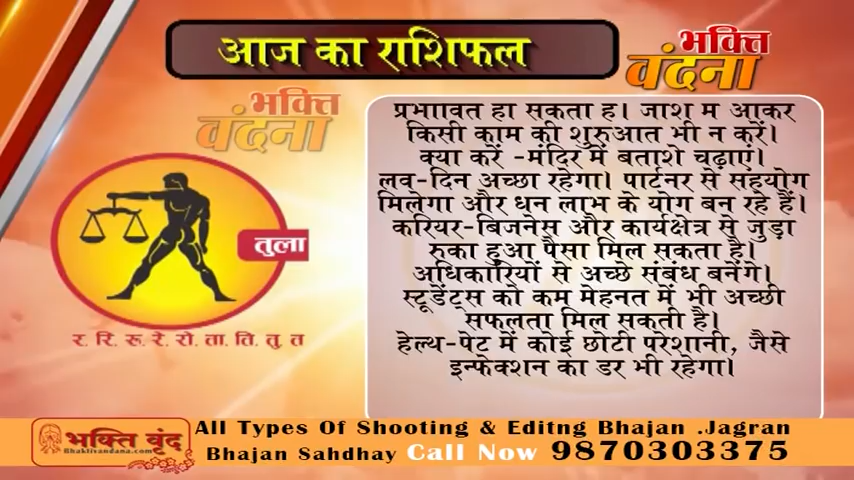 आज का राशिफल
भक्ति
वंदना
भक्ति
वंदना
प्रभावित हो सकता है। जोश में आकर
किसी काम की शुरुआत भी न करें।
क्या करें -मंदिर में बताशे चढ़ाएं।
लव-दिन अच्छा रहेगा। पार्टनर से सहयोग
मिलेगा और धन लाभ के योग बन रहे हैं।
करियर-बिजनेस और कार्यक्षेत्र से जुड़ा
रुका हुआ पैसा मिल सकता है।
अधिकारियों से अच्छे संबंध बनेंगे।
स्टूडेंट्स को कम मेहनत में भी अच्छी
सफलता मिल सकती है।
हेल्थ-पेट में कोई छोटी परेशानी, जैसे
इन्फेक्शन का डर भी रहेगा।
तुला
र. रि. रू. रे. रो. ता. ति. तु त
भक्ति वृंद
Bhaktivandana.com
All Types Of Shooting & Editng Bhajan .Jagran
Bhajan Sahdhay Call Now 9870303375